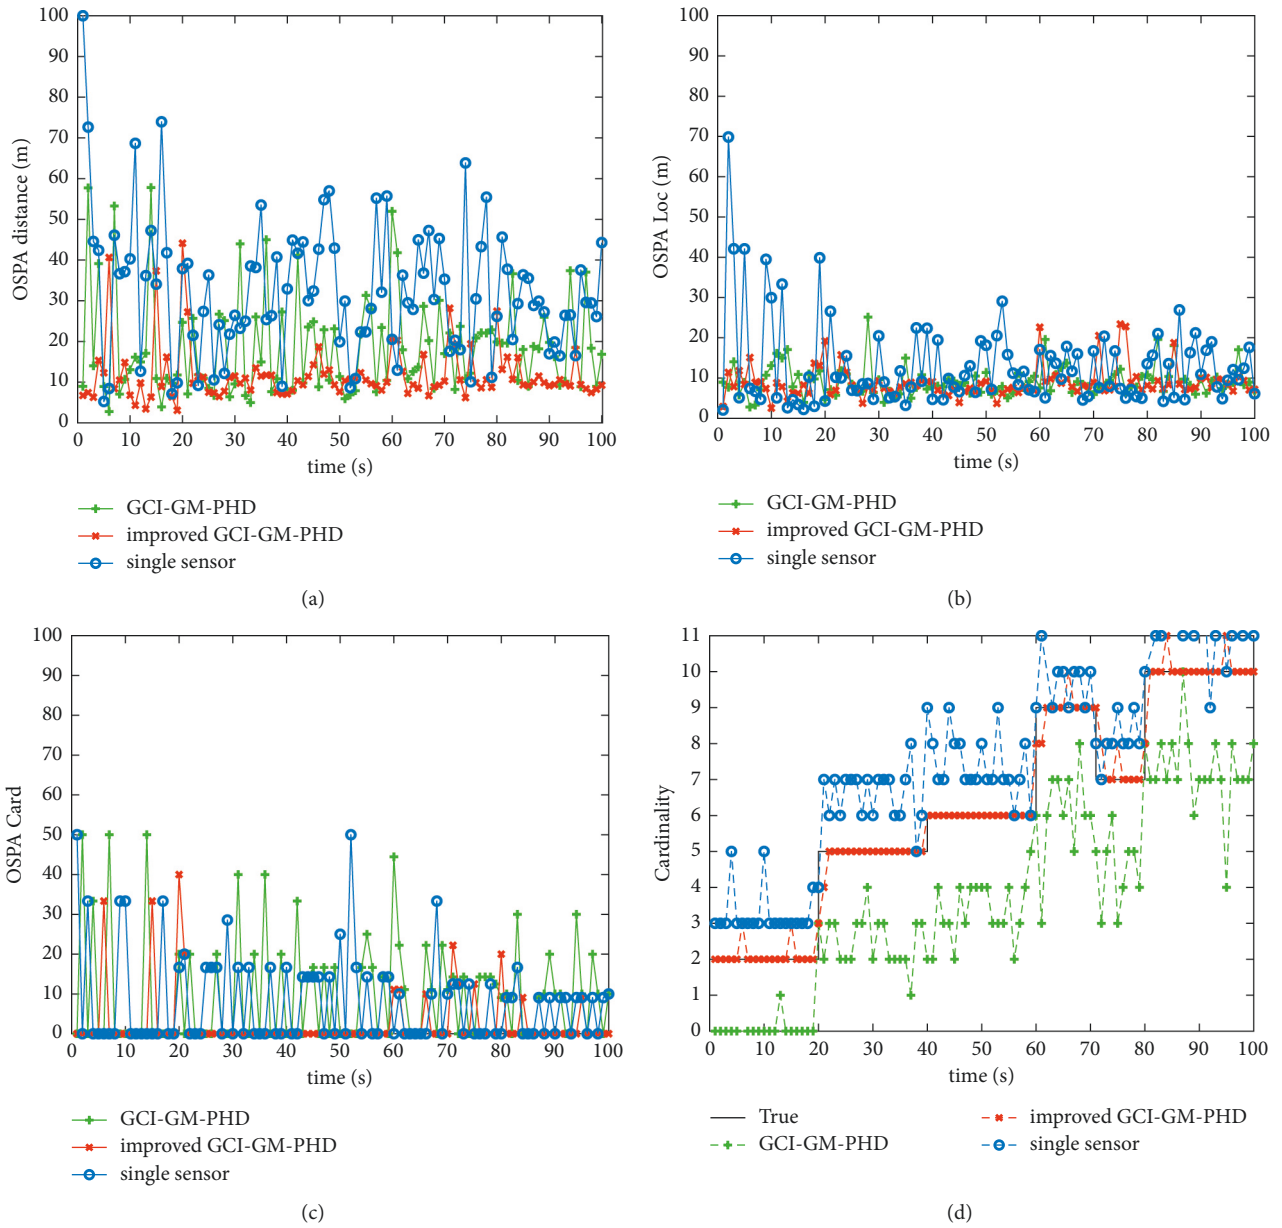 100
90
80
70
60
50
40
30
20
10
0
OSPA distance (m)
0 10 20 30 40 50 60 70 80 90 100
time (s)
GCI-GM-PHD
improved GCI-GM-PHD
single sensor
(a)
100
90
80
70
60
50
40
30
20
10
0
OSPA Loc (m)
0 10 20 30 40 50 60 70 80 90 100
time (s)
GCI-GM-PHD
improved GCI-GM-PHD
single sensor
(b)
100
90
80
70
60
50
40
30
20
10
0
OSPA Card
0 10 20 30 40 50 60 70 80 90 100
time (s)
GCI-GM-PHD
improved GCI-GM-PHD
single sensor
(c)
11
10
9
8
7
6
5
4
3
2
1
0
Cardinality
0 10 20 30 40 50 60 70 80 90 100
time (s)
True
GCI-GM-PHD
improved GCI-GM-PHD
single sensor
(d)